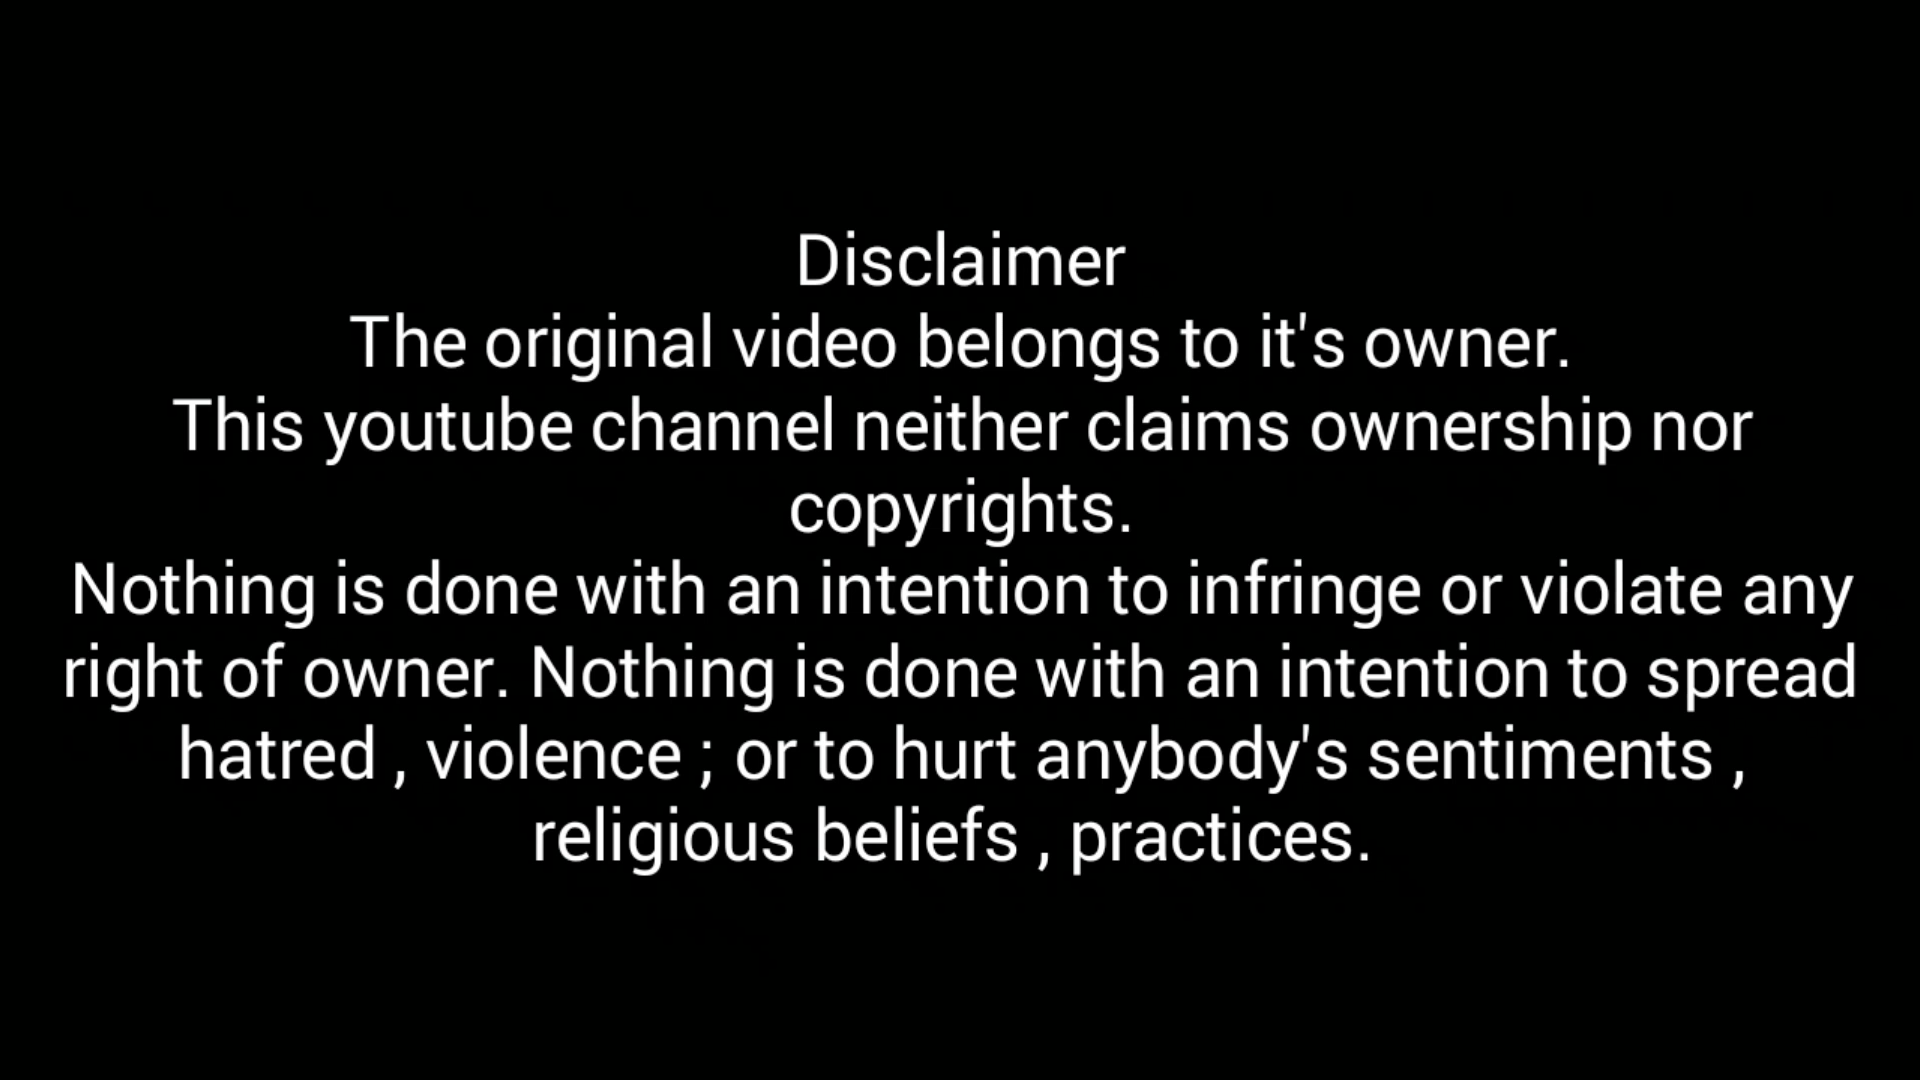 Disclaimer
The original video belongs to it's owner.
This youtube channel neither claims ownership nor
copyrights.
Nothing is done with an intention to infringe or violate any
right of owner. Nothing is done with an intention to spread
hatred , violence ; or to hurt anybody's sentiments ,
religious beliefs , practices.